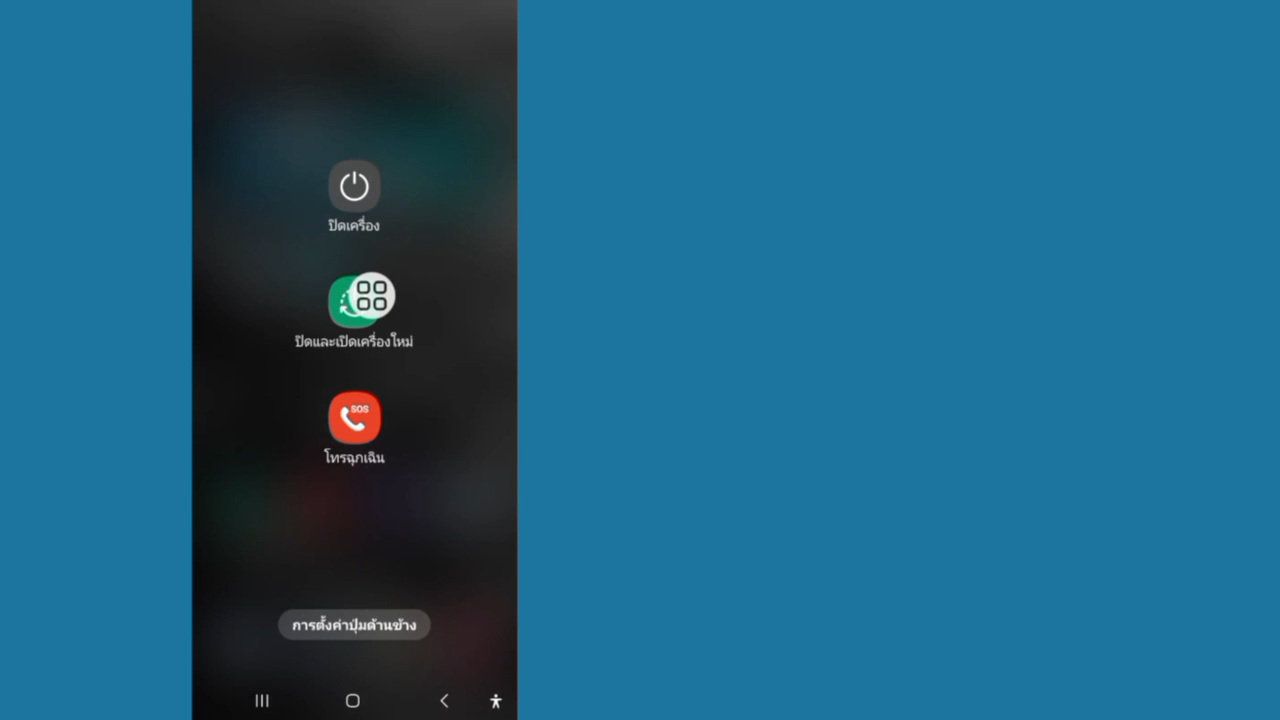 ปิดเครื่อง
ปิดและเปิดเครื่องใหม่
SOS
โทรฉุกเฉิน
การตั้งค่าปุ่มด้านข้าง